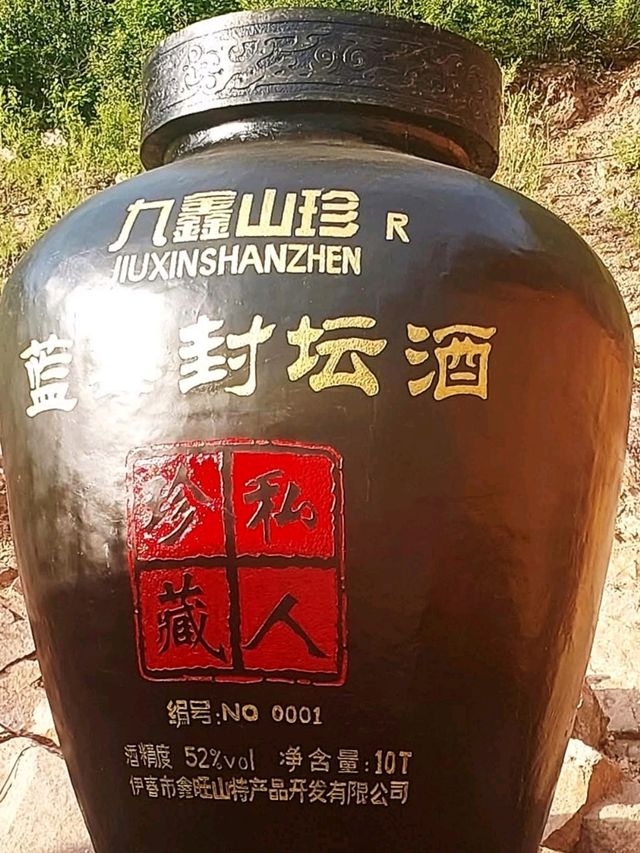 九鑫山珍 R
JIUXINSHANZHEN
蓝 封坛酒
私人
珍藏
编号:NO 0001
酒精度 52%vol 净含量:10T
伊春市鑫旺山特产品开发有限公司